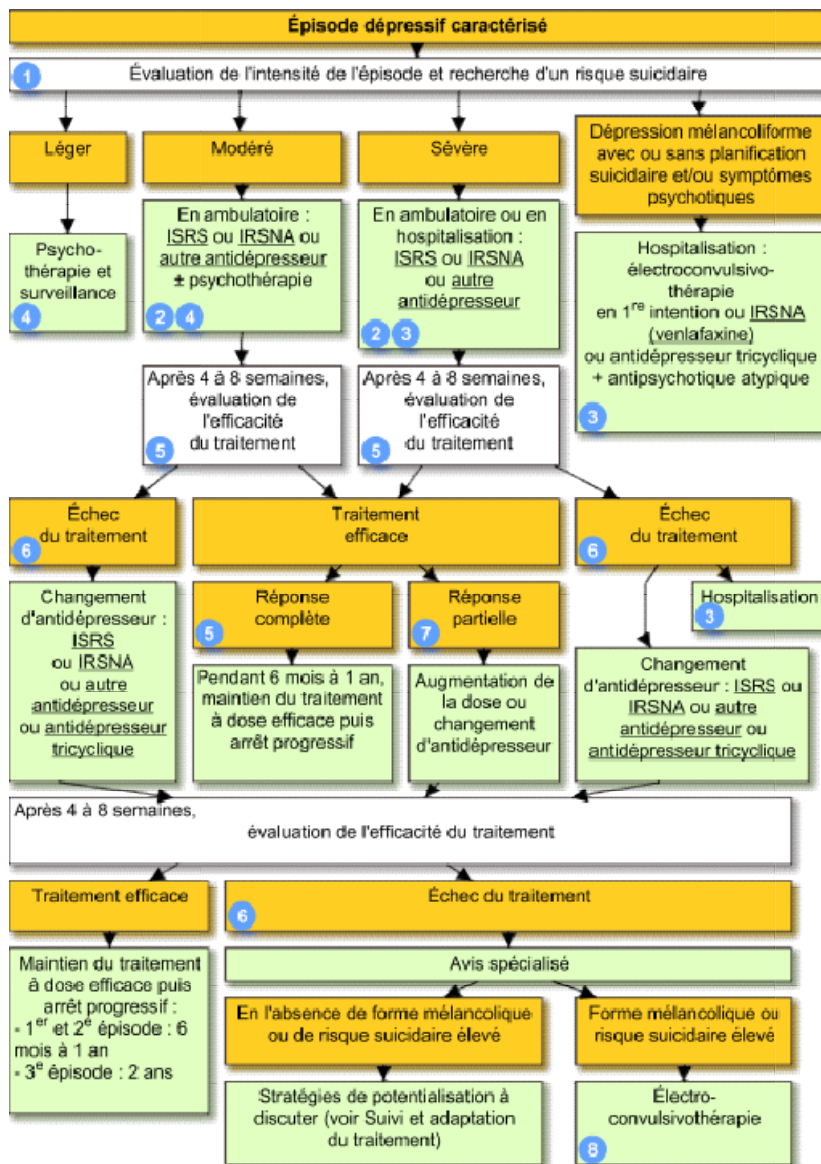 Épisode dépressif caractérisé
1
Évaluation de l'intensité de l'épisode et recherche d'un risque suicidaire
Léger
Psycho-
thérapie et
surveillance
4
Modéré
En ambulatoire :
ISRS ou IRSNA ou
autre antidépresseur
± psychothérapie
2 4
Sévère
En ambulatoire ou en
hospitalisation :
ISRS ou IRSNA
ou autre
antidépresseur
2 3
Dépression mélancoliforme
avec ou sans planification
suicidaire et/ou symptômes
psychotiques
Hospitalisation :
électroconvulsivo-
thérapie
en 1re intention ou IRSNA
(venlafaxine)
ou antidépresseur tricyclique
+ antipsychotique atypique
3
Après 4 à 8 semaines,
évaluation de
l'efficacité
du traitement
5
Après 4 à 8 semaines,
évaluation de
l'efficacité
du traitement
5
Échec
du traitement
6
Traitement
efficace
Échec
du traitement
6
Changement
d'antidépresseur :
ISRS
ou IRSNA
ou autre
antidépresseur
ou antidépresseur
tricyclique
Réponse
complète
5
Pendant 6 mois à 1 an,
maintien du traitement
à dose efficace puis
arrêt progressif
Réponse
partielle
7
Augmentation de
la dose ou
changement
d'antidépresseur
Hospitalisation
3
Changement
d'antidépresseur : ISRS ou
IRSNA ou autre
antidépresseur ou
antidépresseur tricyclique
Après 4 à 8 semaines,
évaluation de l'efficacité du traitement
Traitement efficace
Maintien du traitement
à dose efficace puis
arrêt progressif :
- 1er et 2e épisode : 6
mois à 1 an
- 3e épisode : 2 ans
Échec du traitement
6
Avis spécialisé
En l'absence de forme mélancolique
ou de risque suicidaire élevé
Stratégies de potentialisation à
discuter (voir Suivi et adaptation
du traitement)
Forme mélancolique ou
risque suicidaire élevé
Électro-
convulsivothérapie
8